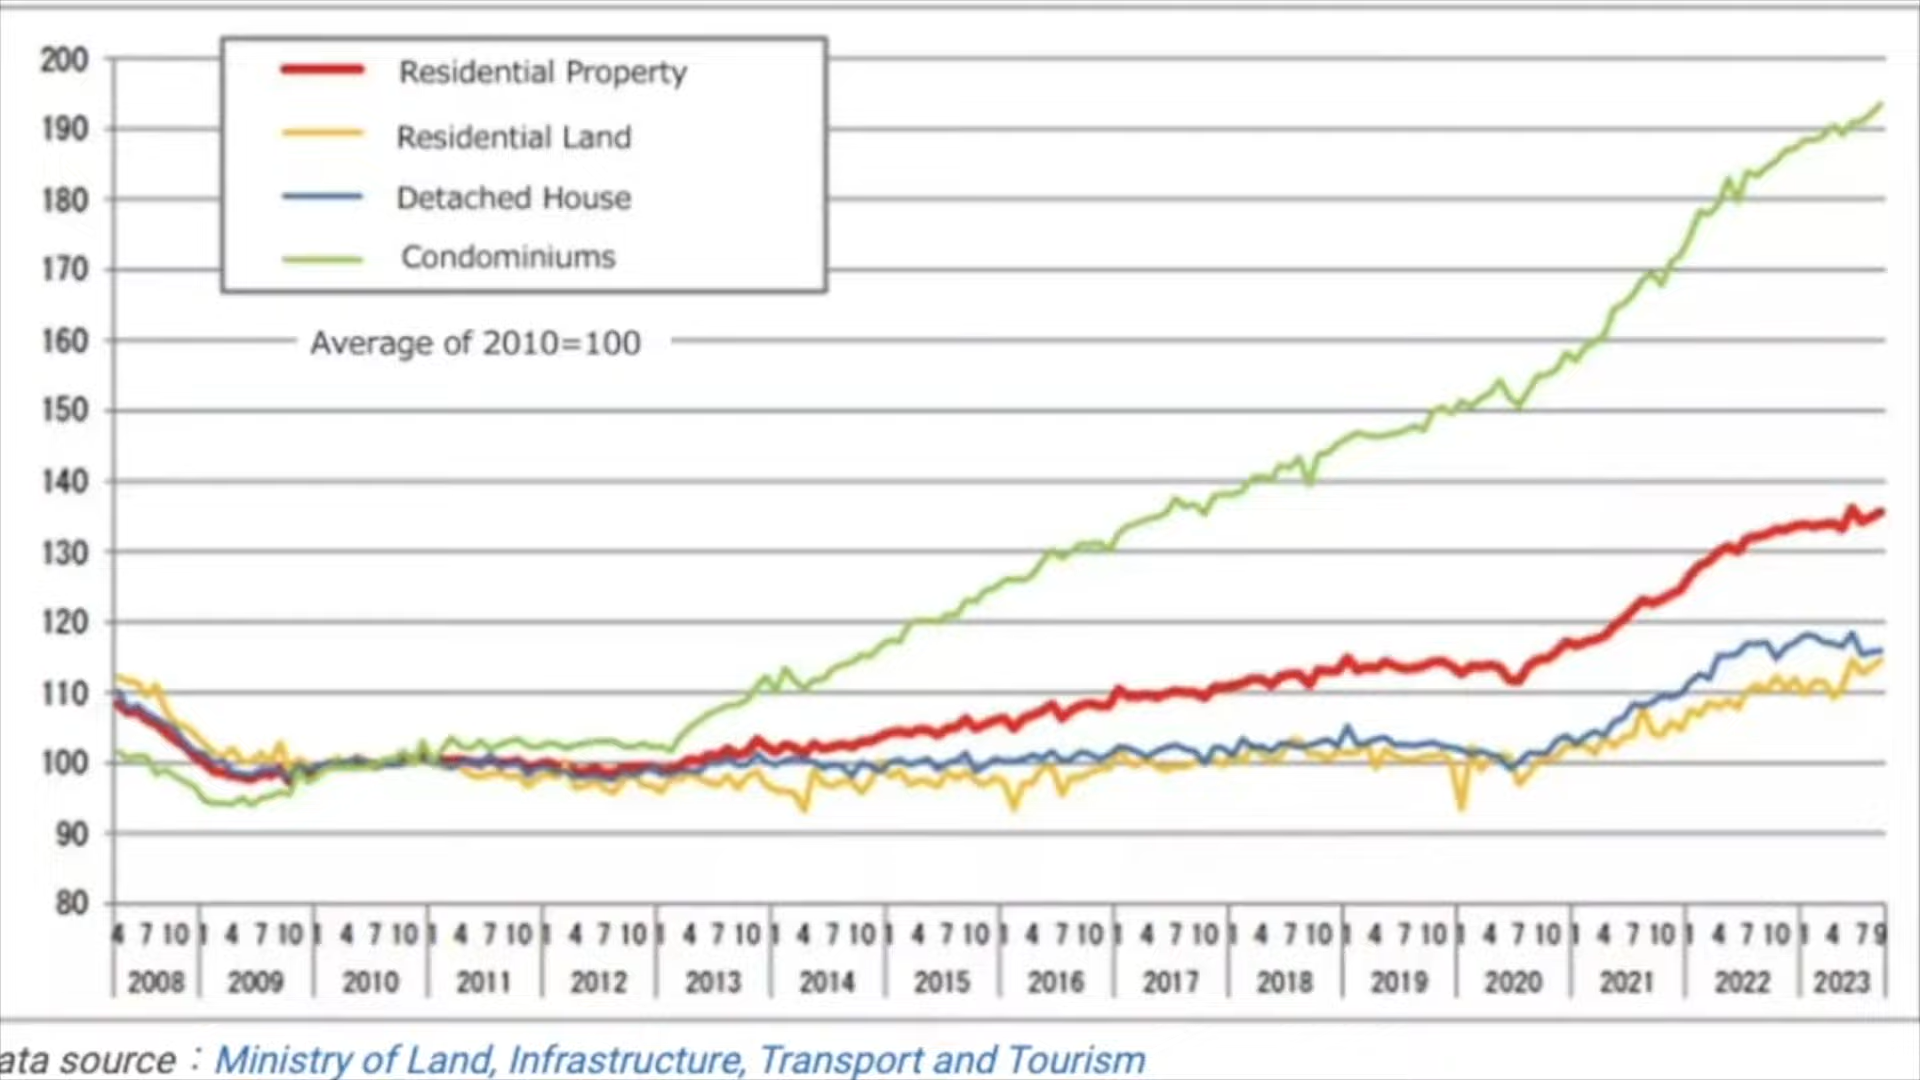 200
190
180
170
160
150
140
130
120
110
100
90
80
Residential Property
Residential Land
Detached House
Condominiums
Average of 2010=100
4 7 10 1 4 7 10 1 4 7 10 1 4 7 10 1 4 7 10 1 4 7 10 1 4 7 10 1 4 7 10 1 4 7 10 1 4 7 10 1 4 7 10 1 4 7 10 1 4 7 10 1 4 7 10 1 4 7 10 1 4 7 9
2008 2009 2010 2011 2012 2013 2014 2015 2016 2017 2018 2019 2020 2021 2022 2023
ata source : Ministry of Land, Infrastructure, Transport and Tourism